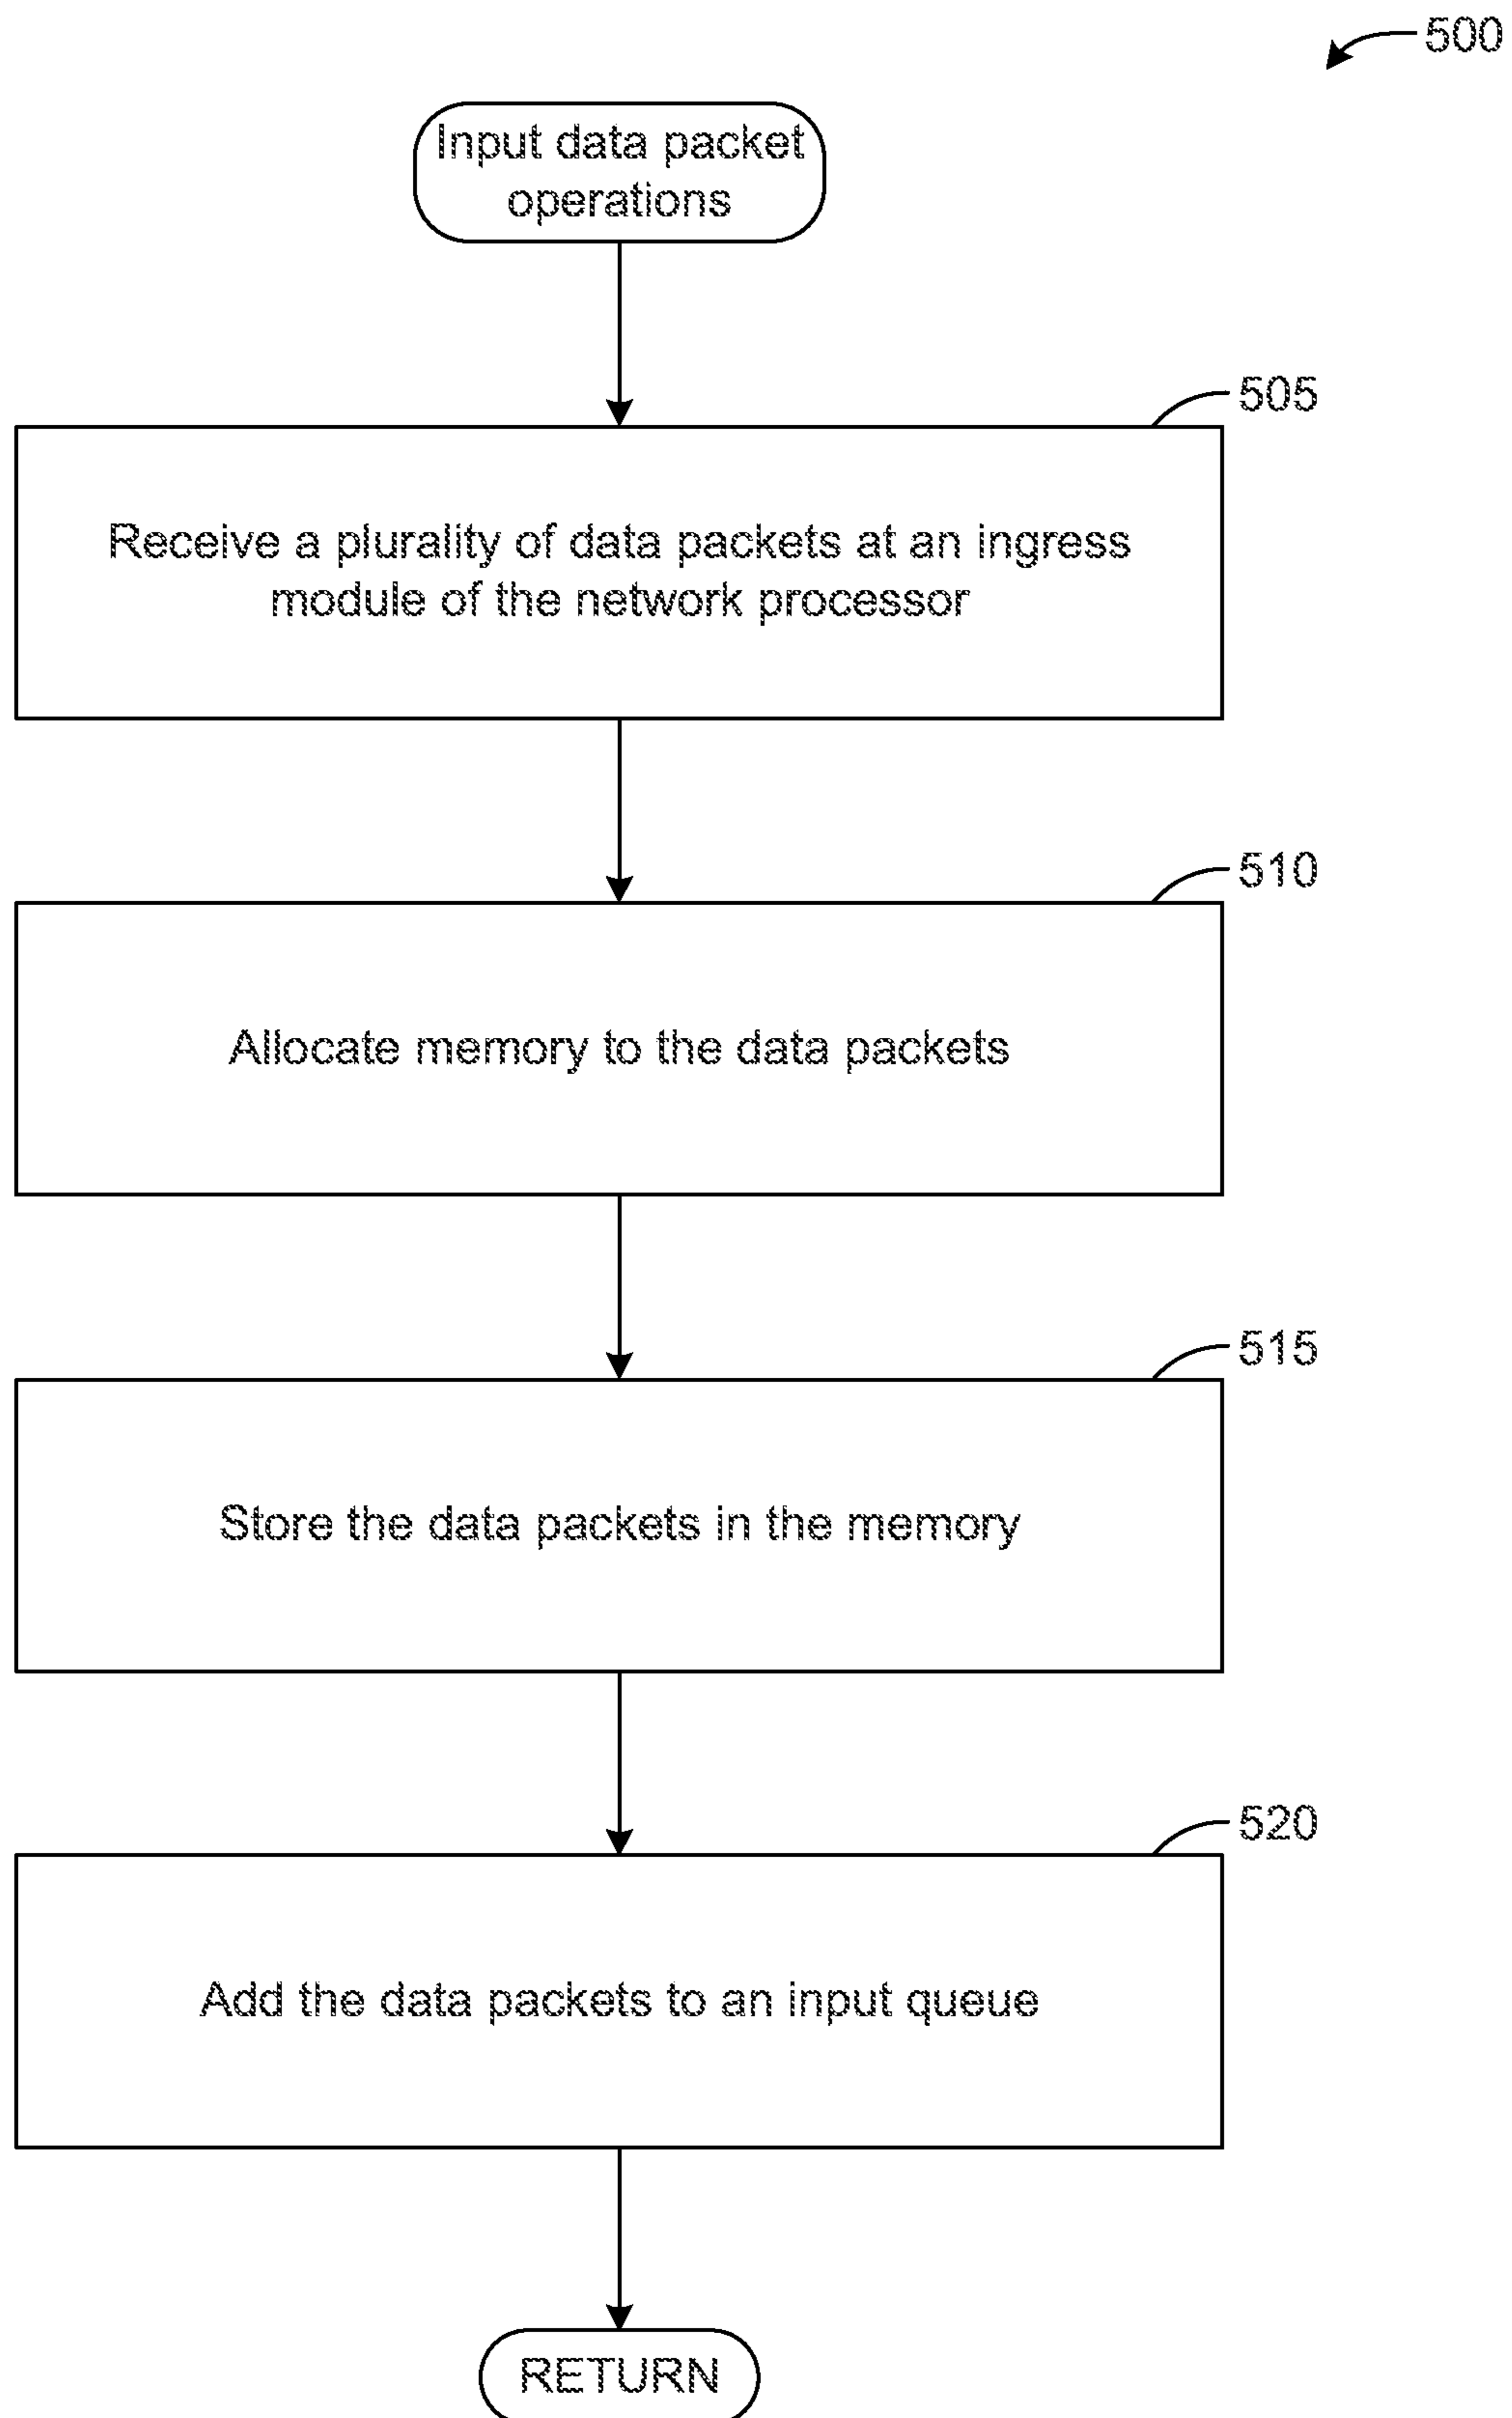 500
Input data packet
operations
505
Receive a plurality of data packets at an ingress
module of the network processor
510
Allocate memory to the data packets
515
Store the data packets in the memory
520
Add the data packets to an input queue
RETURN